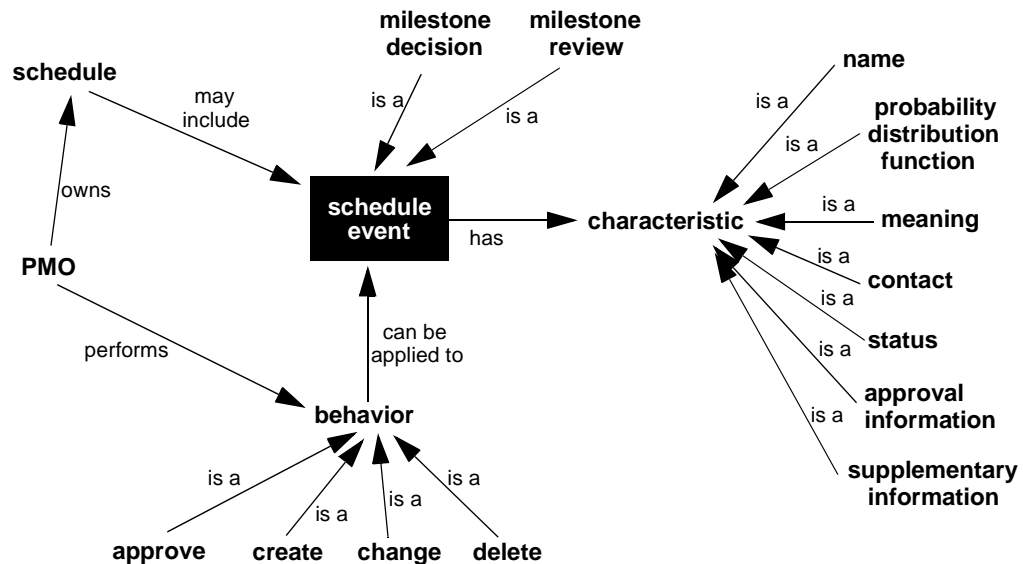 milestone
decision
milestone
review
schedule
name
may
include
is a
is a
is a
probability
distribution
function
is a
owns
schedule
event
has
characteristic
is a
meaning
PMO
is a
contact
is a
status
performs
can be
applied to
is a
approval
information
behavior
is a
supplementary
information
is a
is a
is a
is a
approve
create
change
delete